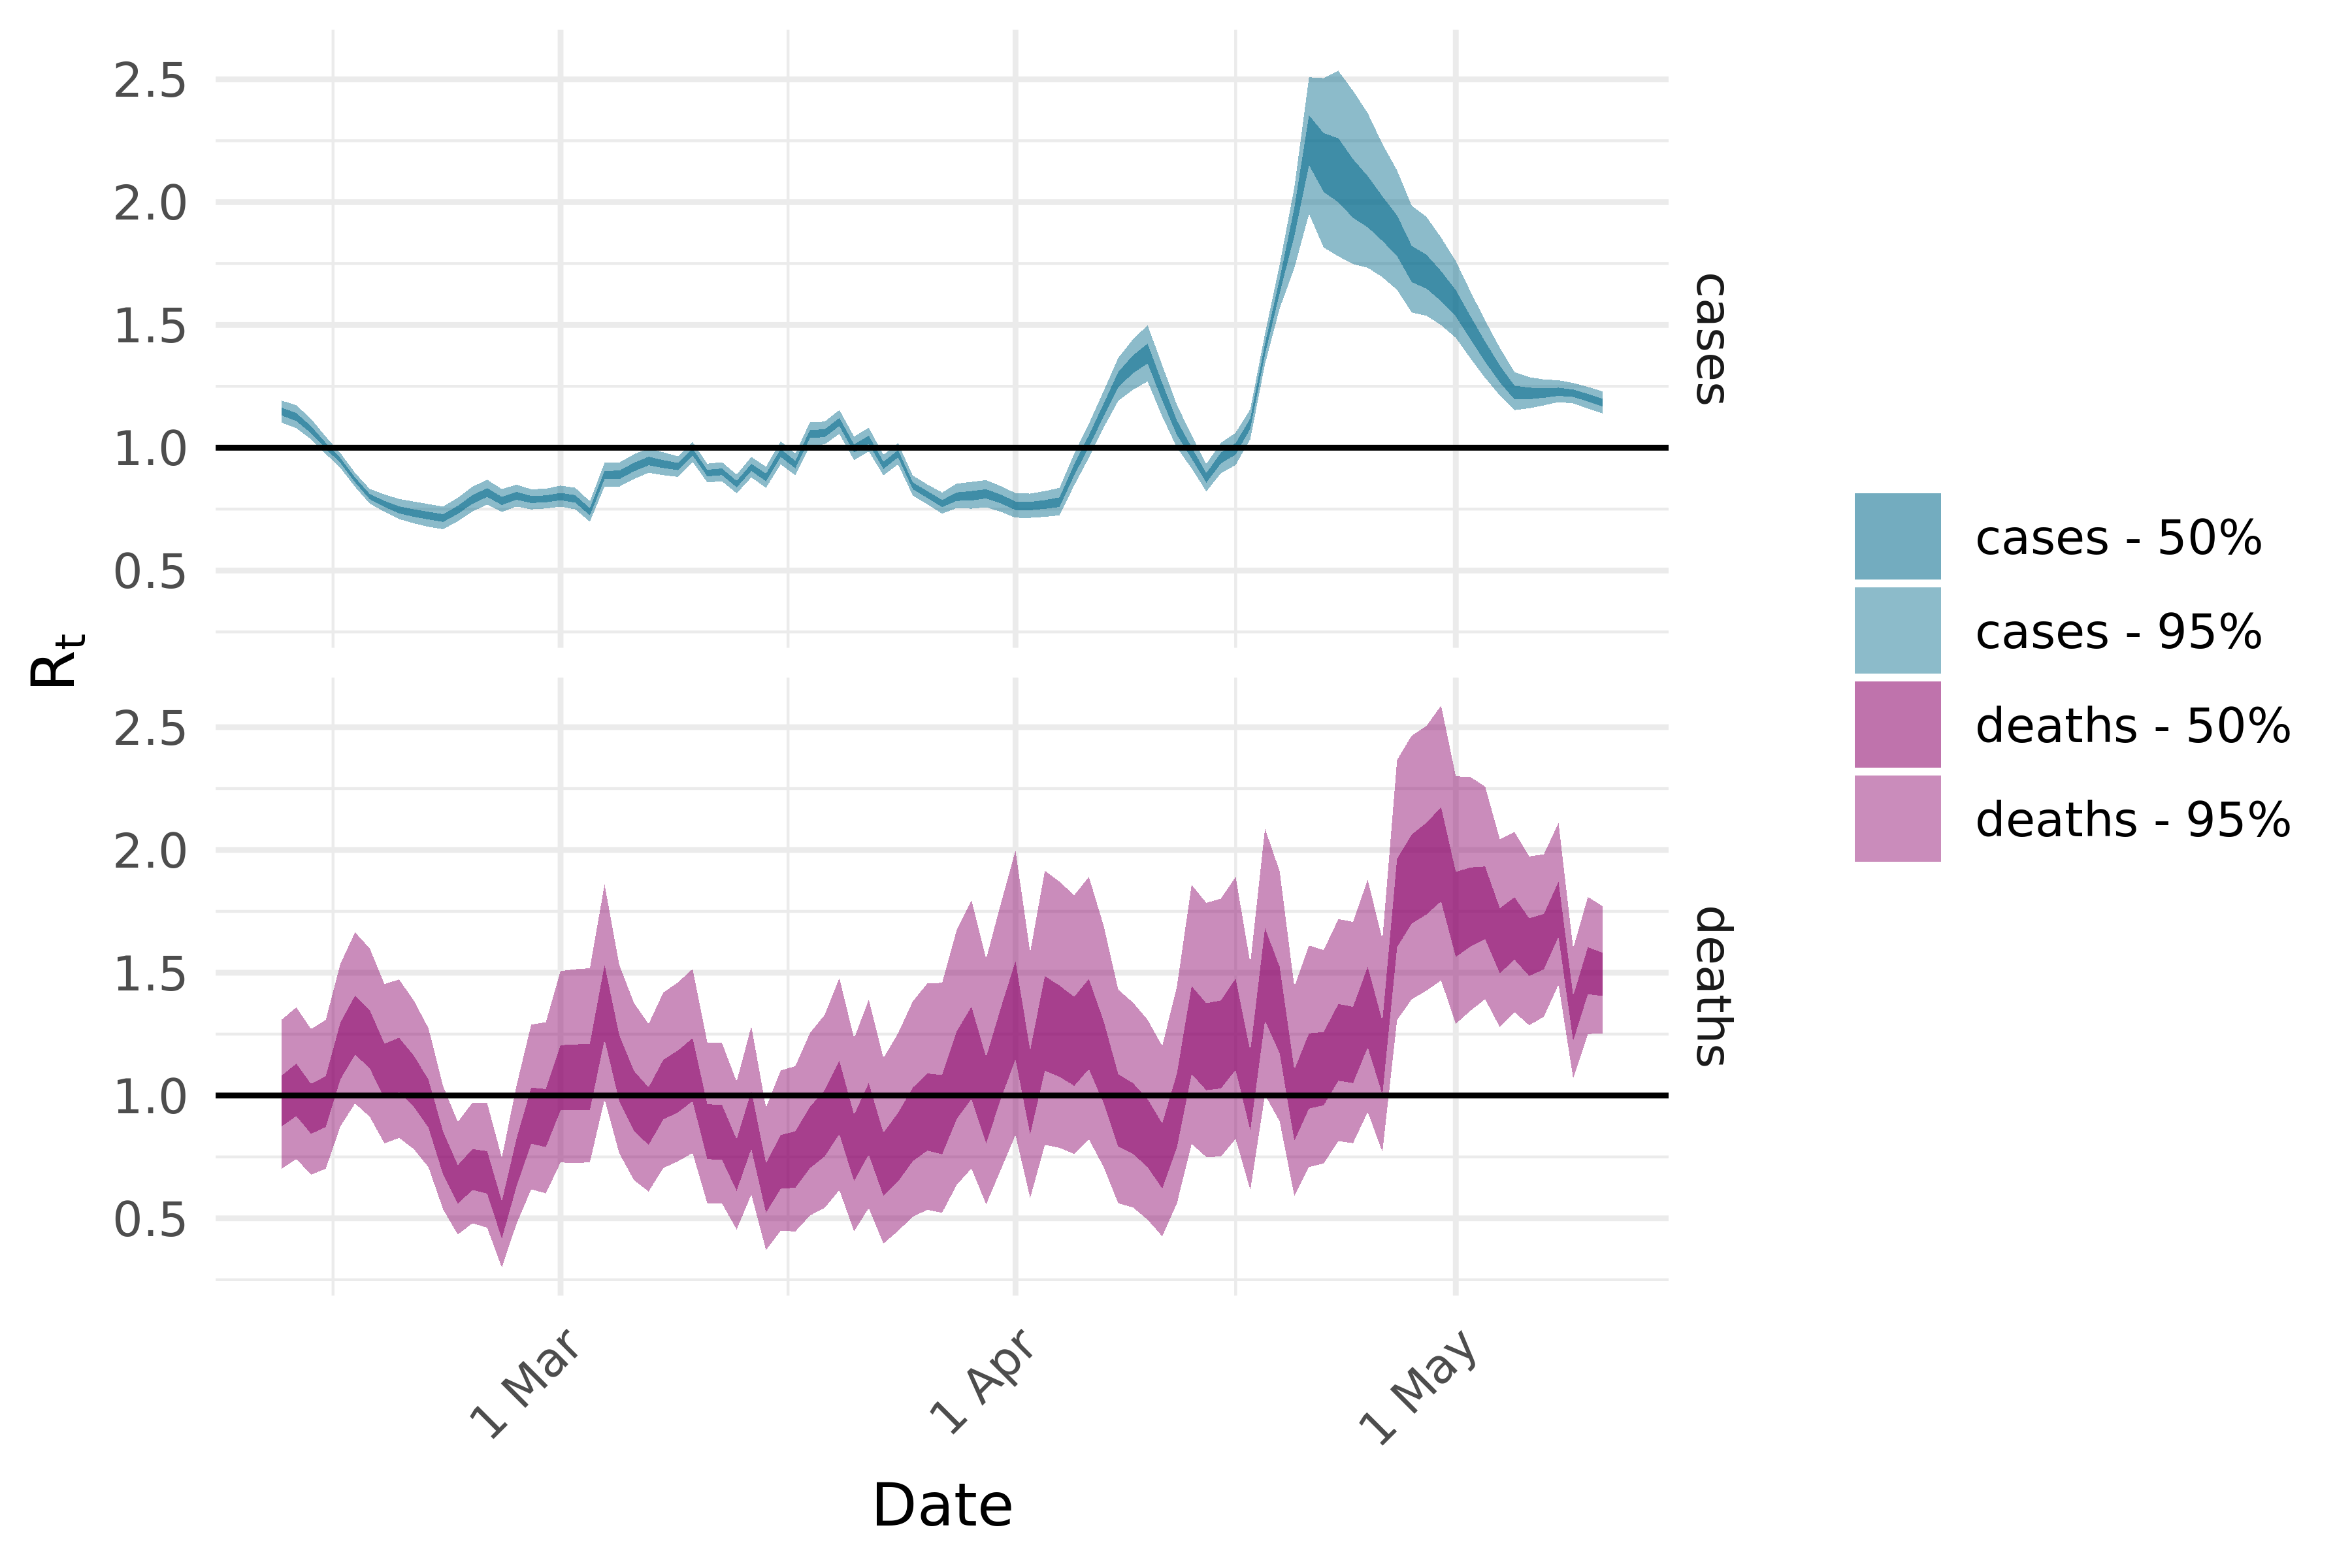 2.5
2.0
1.5
1.0
0.5
cases
R_t
2.5
2.0
1.5
1.0
0.5
deaths
1 Mar
1 Apr
1 May
Date
cases - 50%
cases - 95%
deaths - 50%
deaths - 95%